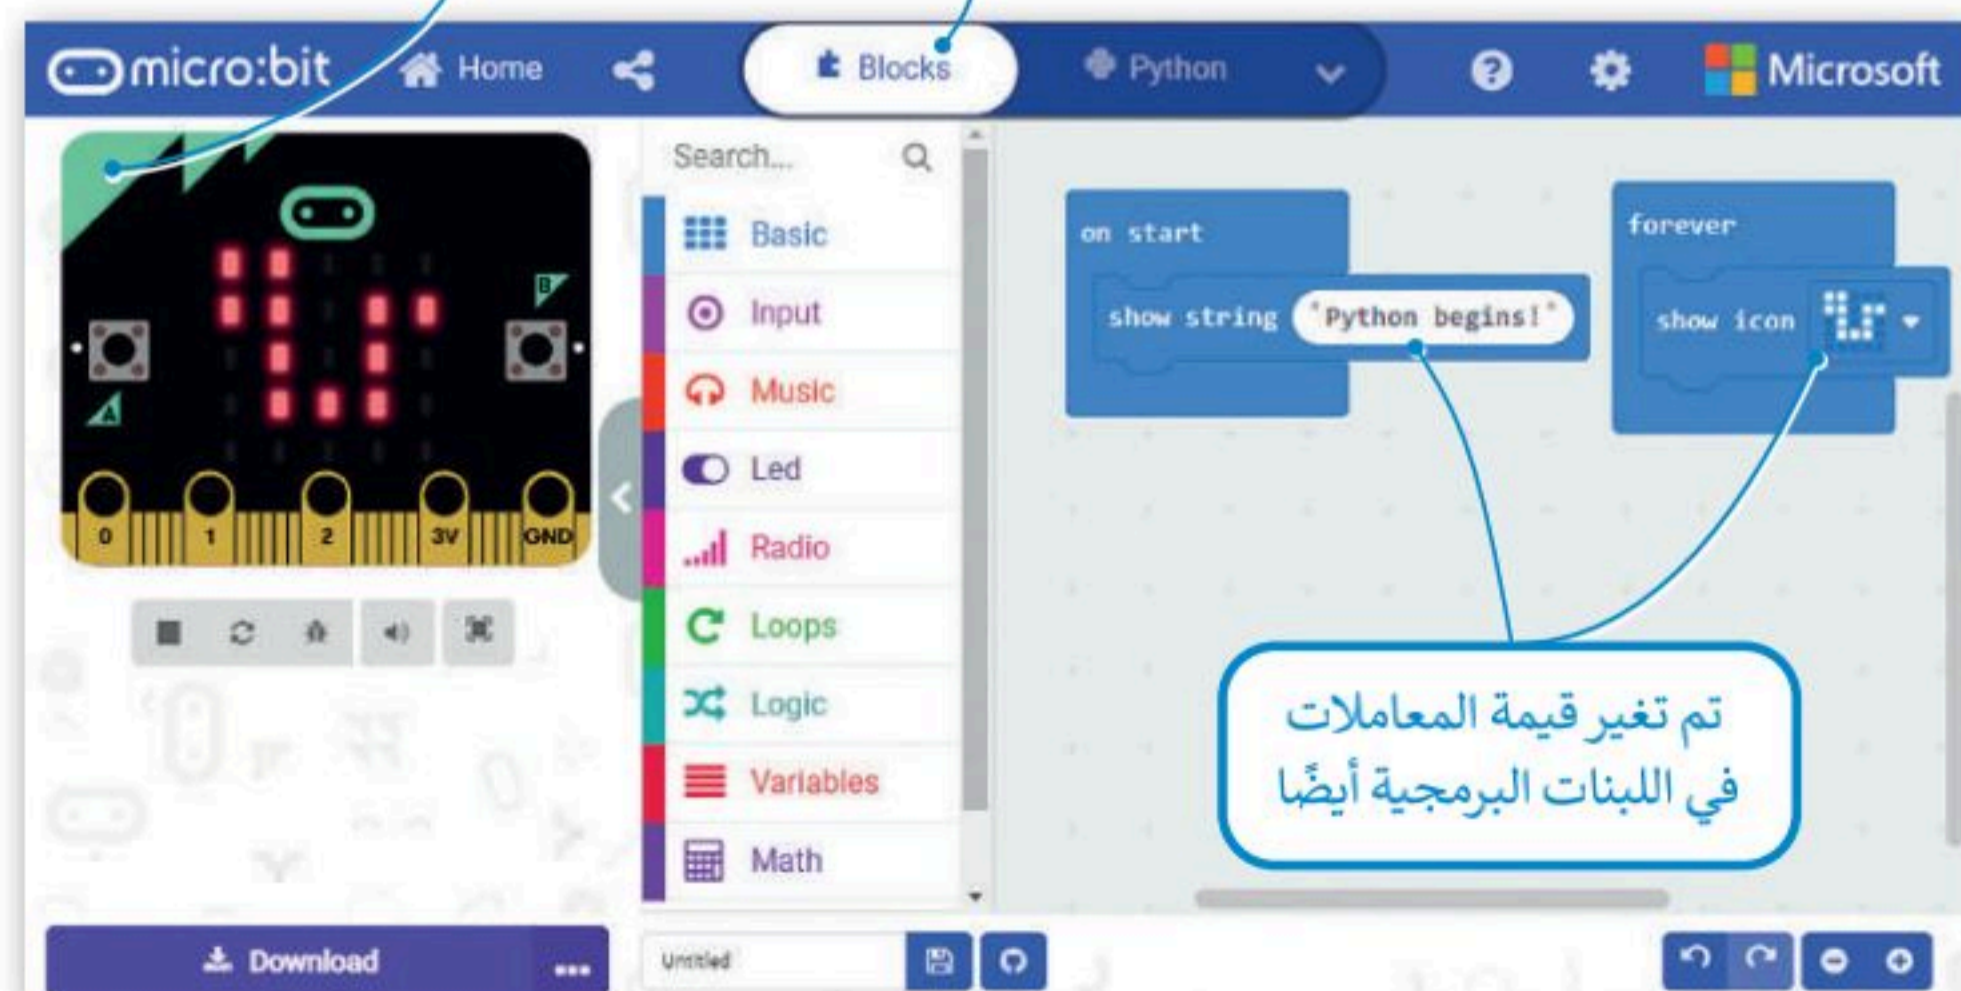 micro:bit Home Blocks Python Microsoft
B
A
0 1 2 3V GND
Search...
Basic
Input
Music
Led
Radio
Loops
Logic
Variables
Math
on start
show string "Python begins!"
forever
show icon
تم تغير قيمة المعاملات
في اللبنات البرمجية أيضًا
Download
Untitled